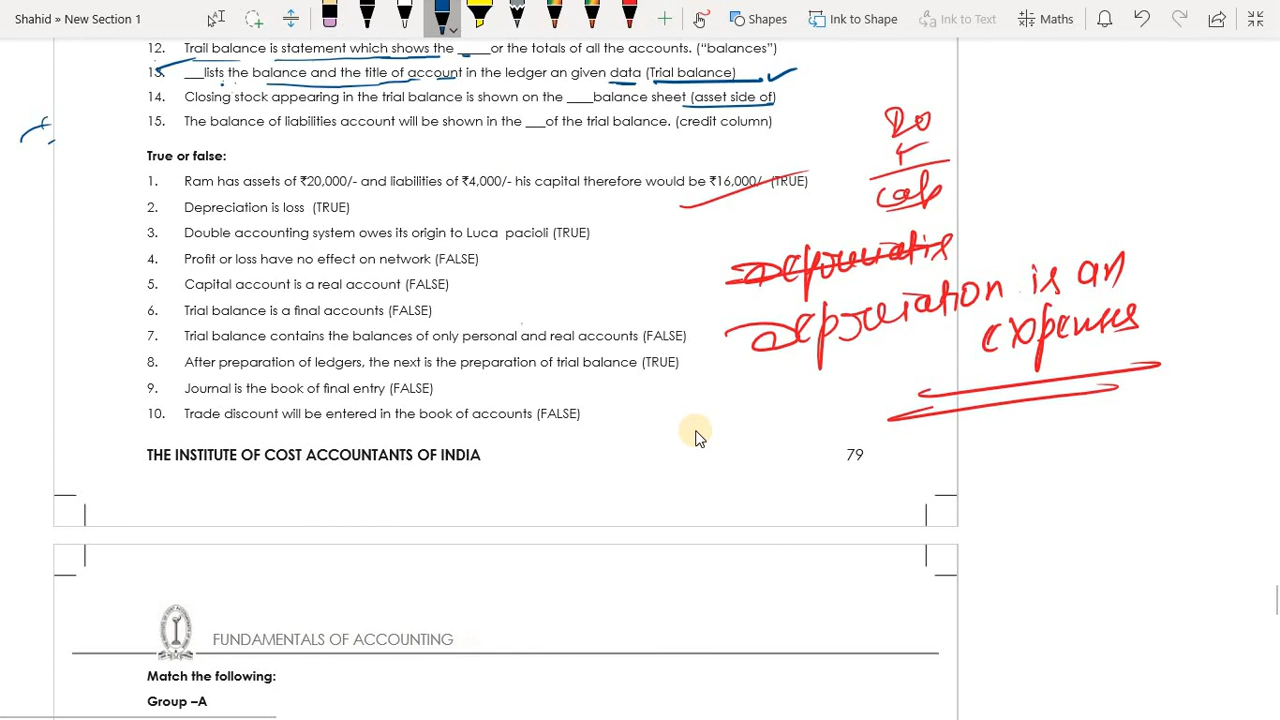 Shahid » New Section 1
Shapes
Ink to Shape
Ink to Text
Maths
12. Trail balance is statement which shows the ____or the totals of all the accounts. (“balances”)
13. ___lists the balance and the title of account in the ledger an given data (Trial balance)
14. Closing stock appearing in the trial balance is shown on the ____balance sheet (asset side of)
15. The balance of liabilities account will be shown in the ___of the trial balance. (credit column)
True or false:
1. Ram has assets of ₹20,000/- and liabilities of ₹4,000/- his capital therefore would be ₹16,000/- (TRUE)
2. Depreciation is loss (TRUE)
3. Double accounting system owes its origin to Luca pacioli (TRUE)
4. Profit or loss have no effect on network (FALSE)
5. Capital account is a real account (FALSE)
6. Trial balance is a final accounts (FALSE)
7. Trial balance contains the balances of only personal and real accounts (FALSE)
8. After preparation of ledgers, the next is the preparation of trial balance (TRUE)
9. Journal is the book of final entry (FALSE)
10. Trade discount will be entered in the book of accounts (FALSE)
20
cap
Depreciation is an
expenses
THE INSTITUTE OF COST ACCOUNTANTS OF INDIA 79
FUNDAMENTALS OF ACCOUNTING
Match the following:
Group –A